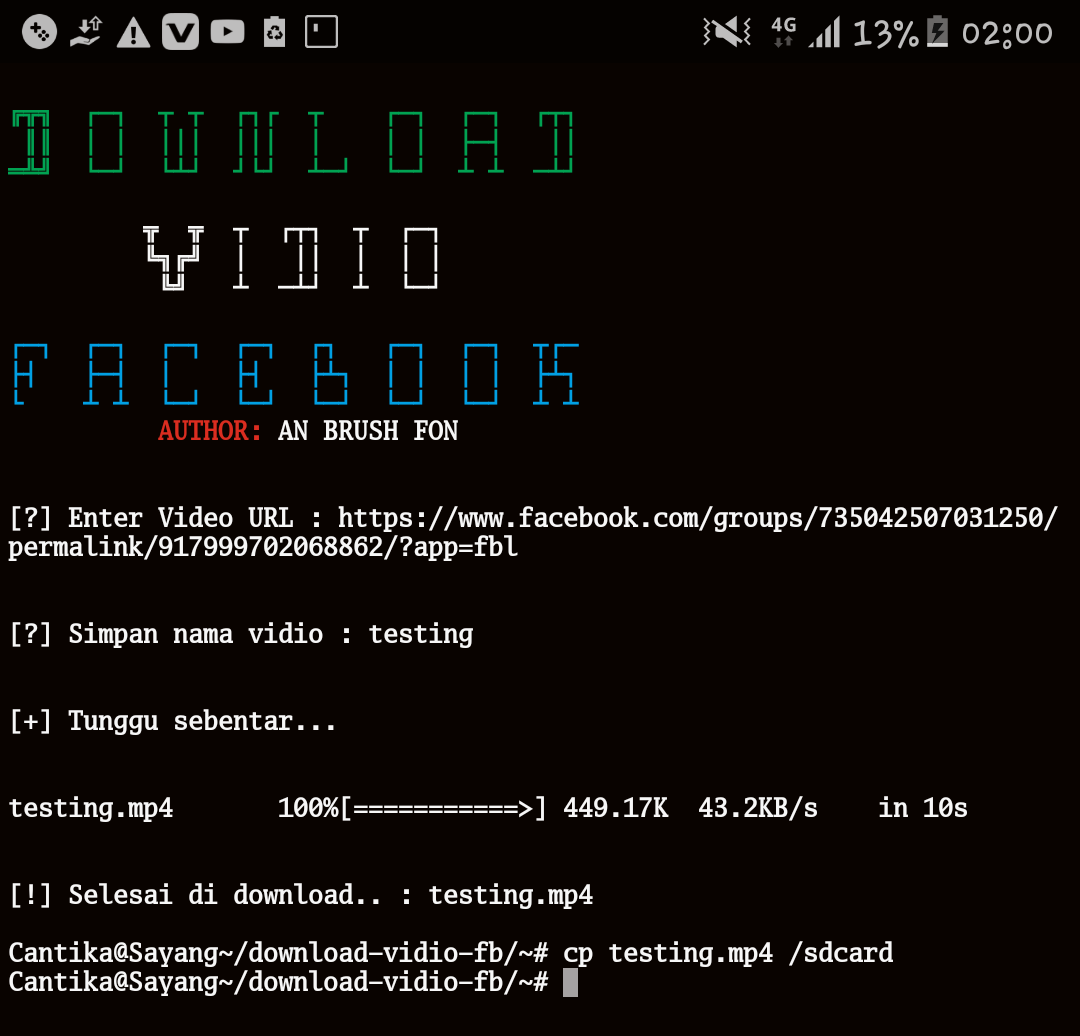 4G 13% 02:00
DOWNLOAD
VIDIO
FACEBOOK
AUTHOR: AN BRUSH FON
[?] Enter Video URL : https://www.facebook.com/groups/735042507031250/
permalink/917999702068862/?app=fbl
[?] Simpan nama vidio : testing
[+] Tunggu sebentar...
testing.mp4 100%[===========>] 449.17K 43.2KB/s in 10s
[!] Selesai di download.. : testing.mp4
Cantika@Sayang~/download-vidio-fb/~# cp testing.mp4 /sdcard
Cantika@Sayang~/download-vidio-fb/~#